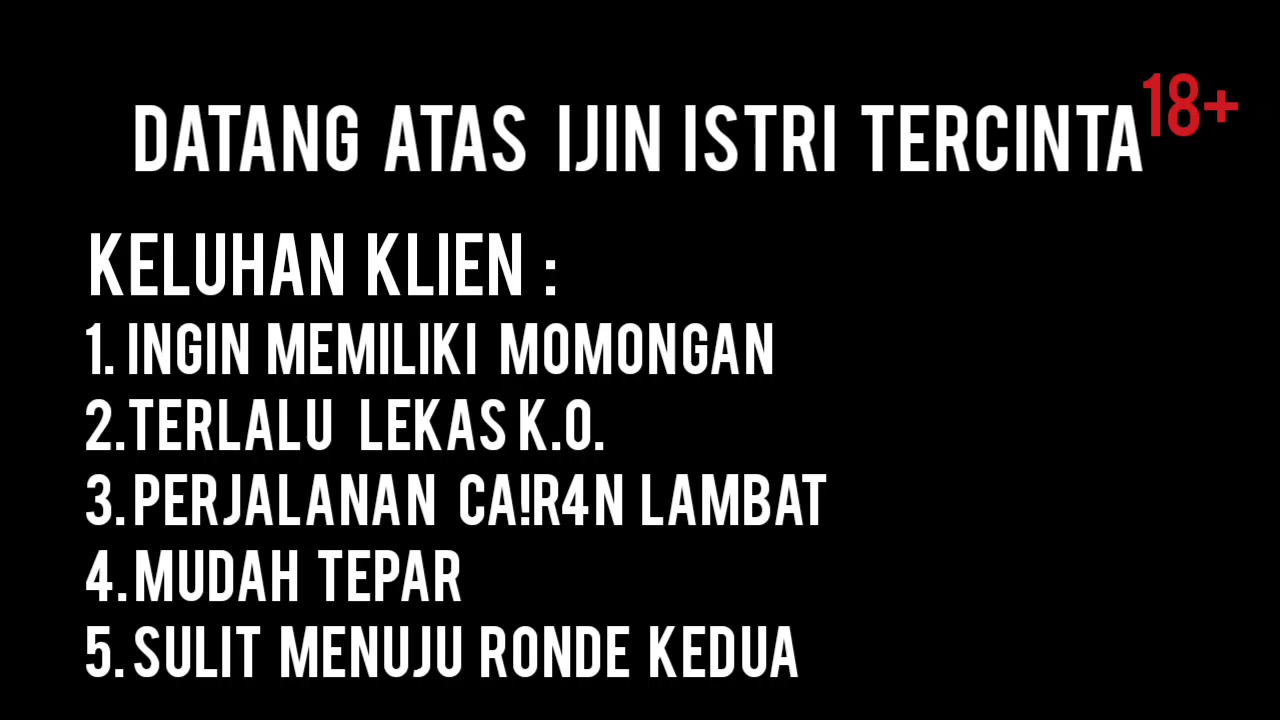 DATANG ATAS IJIN ISTRI TERCINTA 18+
KELUHAN KLIEN :
1. INGIN MEMILIKI MOMONGAN
2. TERLALU LEKAS K.O.
3. PERJALANAN CA!R4N LAMBAT
4. MUDAH TEPAR
5. SULIT MENUJU RONDE KEDUA